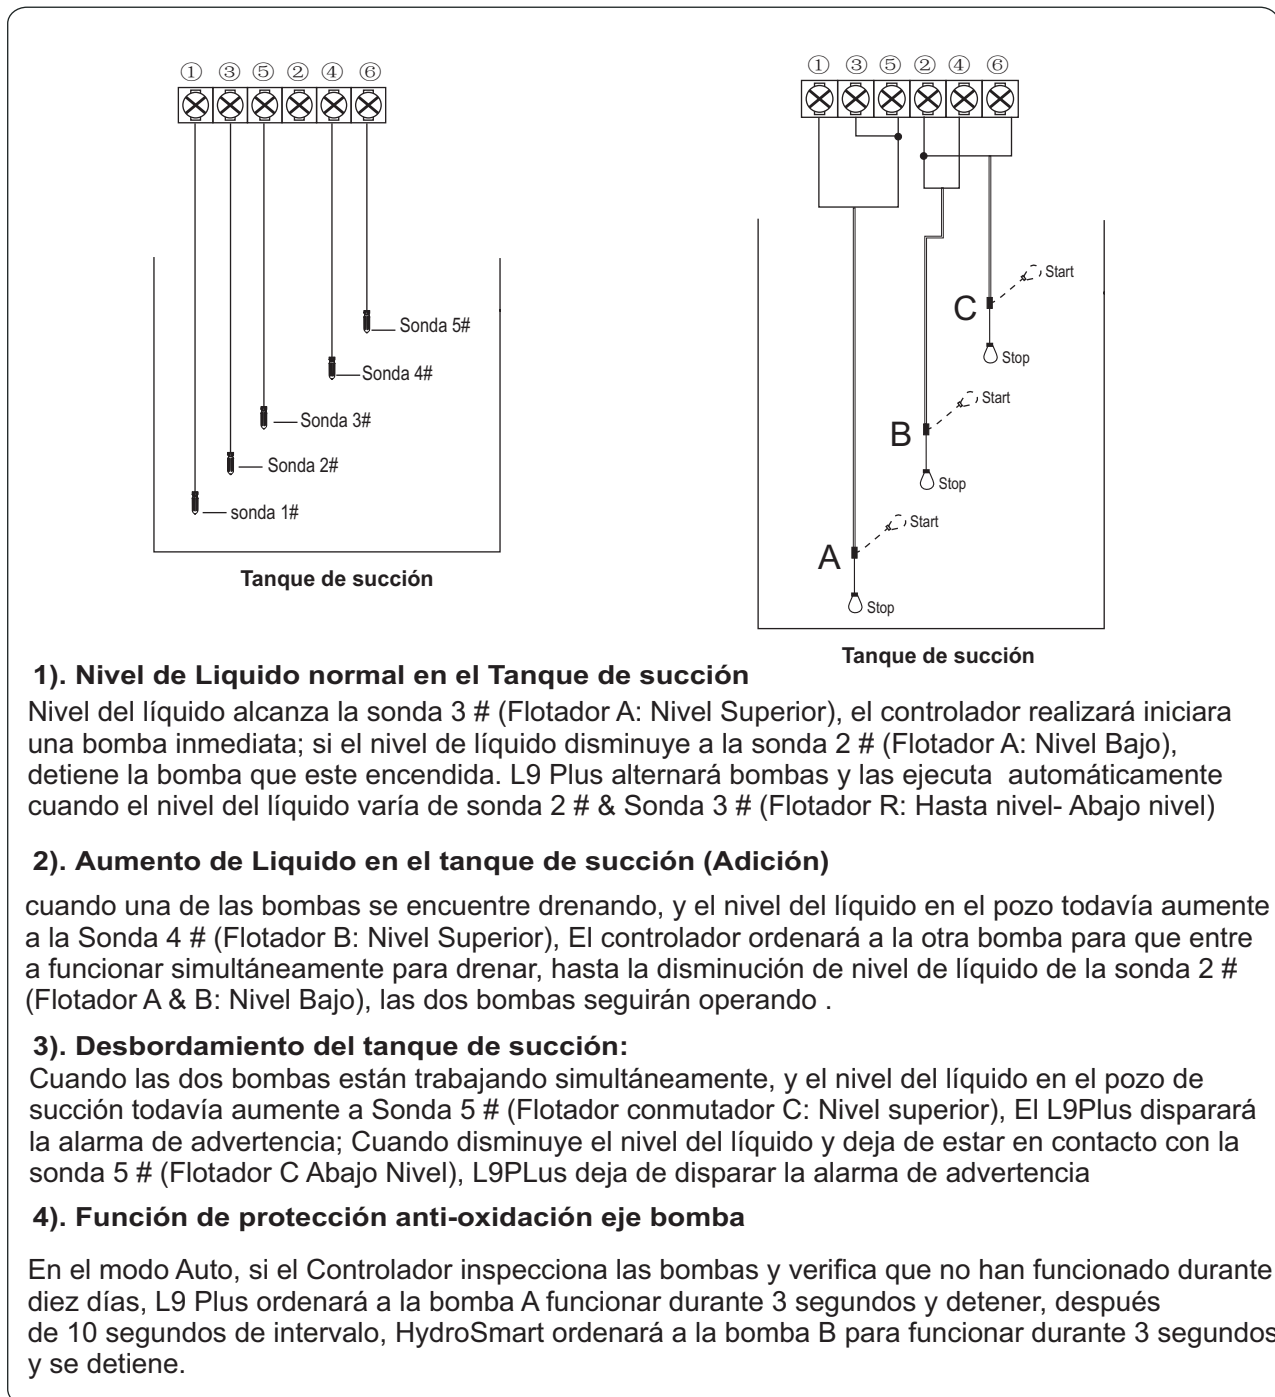 ① ③ ⑤ ② ④ ⑥
Sonda 5#
Sonda 4#
Sonda 3#
Sonda 2#
sonda 1#
Tanque de succión
① ③ ⑤ ② ④ ⑥
Start
C
Stop
Start
B
Stop
Start
A
Stop
Tanque de succión
1). Nivel de Liquido normal en el Tanque de succión
Nivel del líquido alcanza la sonda 3 # (Flotador A: Nivel Superior), el controlador realizará iniciara
una bomba inmediata; si el nivel de líquido disminuye a la sonda 2 # (Flotador A: Nivel Bajo),
detiene la bomba que este encendida. L9 Plus alternará bombas y las ejecuta automáticamente
cuando el nivel del líquido varía de sonda 2 # & Sonda 3 # (Flotador R: Hasta nivel- Abajo nivel)
2). Aumento de Liquido en el tanque de succión (Adición)
cuando una de las bombas se encuentre drenando, y el nivel del líquido en el pozo todavía aumente
a la Sonda 4 # (Flotador B: Nivel Superior), El controlador ordenará a la otra bomba para que entre
a funcionar simultáneamente para drenar, hasta la disminución de nivel de líquido de la sonda 2 #
(Flotador A & B: Nivel Bajo), las dos bombas seguirán operando .
3). Desbordamiento del tanque de succión:
Cuando las dos bombas están trabajando simultáneamente, y el nivel del líquido en el pozo de
succión todavía aumente a Sonda 5 # (Flotador conmutador C: Nivel superior), El L9Plus disparará
la alarma de advertencia; Cuando disminuye el nivel del líquido y deja de estar en contacto con la
sonda 5 # (Flotador C Abajo Nivel), L9PLus deja de disparar la alarma de advertencia
4). Función de protección anti-oxidación eje bomba
En el modo Auto, si el Controlador inspecciona las bombas y verifica que no han funcionado durante
diez días, L9 Plus ordenará a la bomba A funcionar durante 3 segundos y detener, después
de 10 segundos de intervalo, HydroSmart ordenará a la bomba B para funcionar durante 3 segundos
y se detiene.